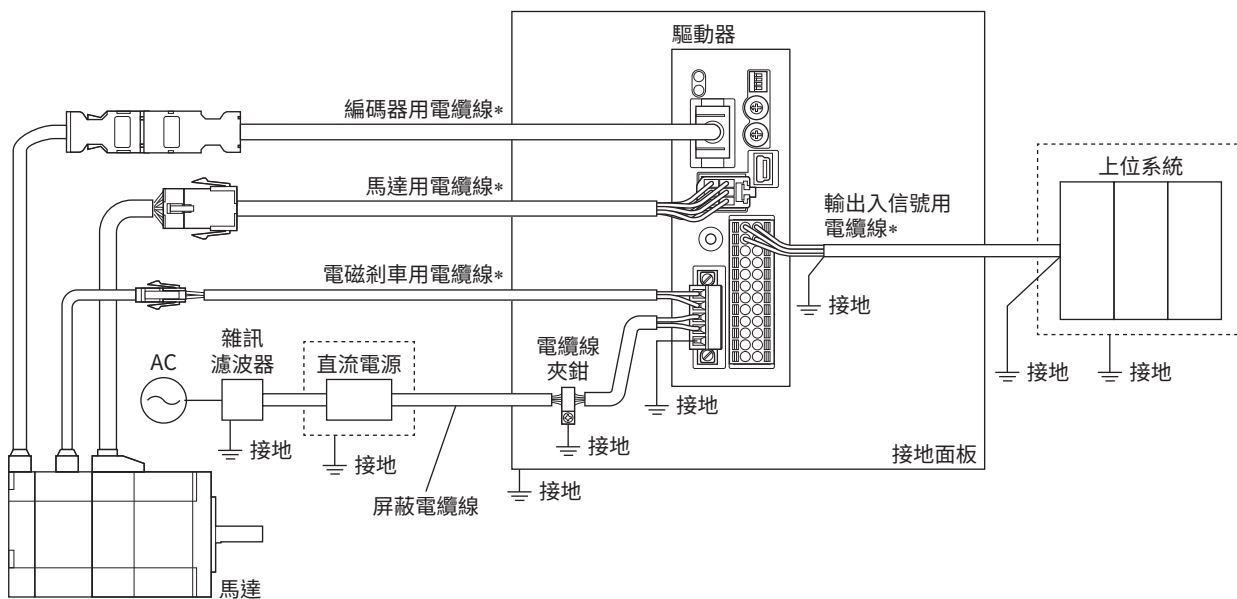 驅動器
編碼器用電纜線*
上位系統
馬達用電纜線*
輸出入信號用
電纜線*
電磁剎車用電纜線*
接地
雜訊
濾波器
AC
直流電源
電纜線
夾鉗
接地
接地
接地
接地
接地
接地
接地
接地面板
接地
屏蔽電纜線
馬達